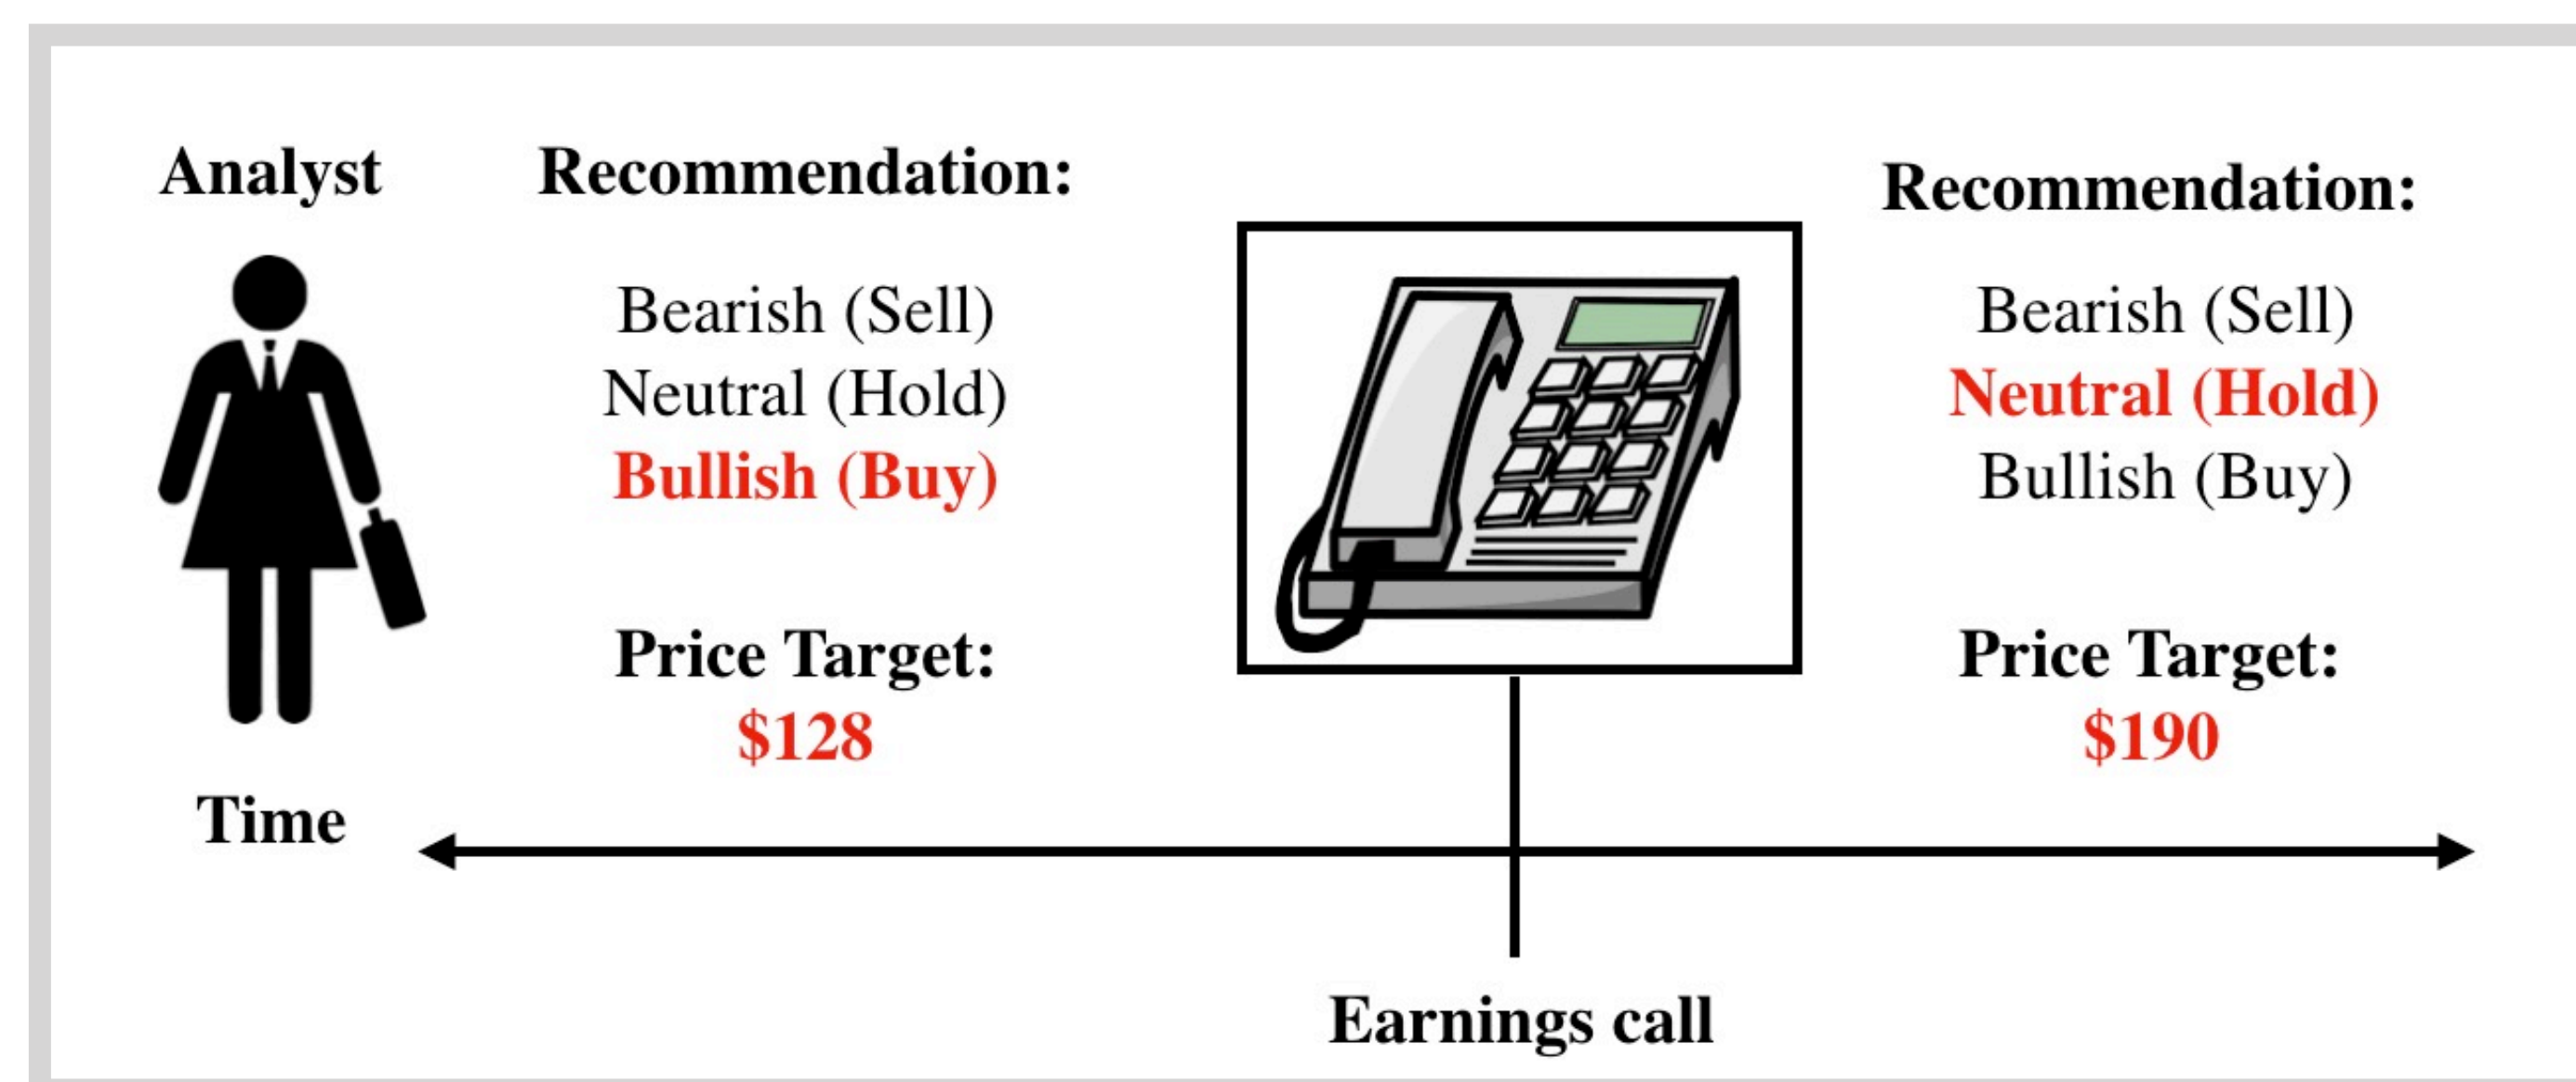 Analyst
Recommendation:
Bearish (Sell)
Neutral (Hold)
Bullish (Buy)
Price Target:
$128
Recommendation:
Bearish (Sell)
Neutral (Hold)
Bullish (Buy)
Price Target:
$190
Time
Earnings call